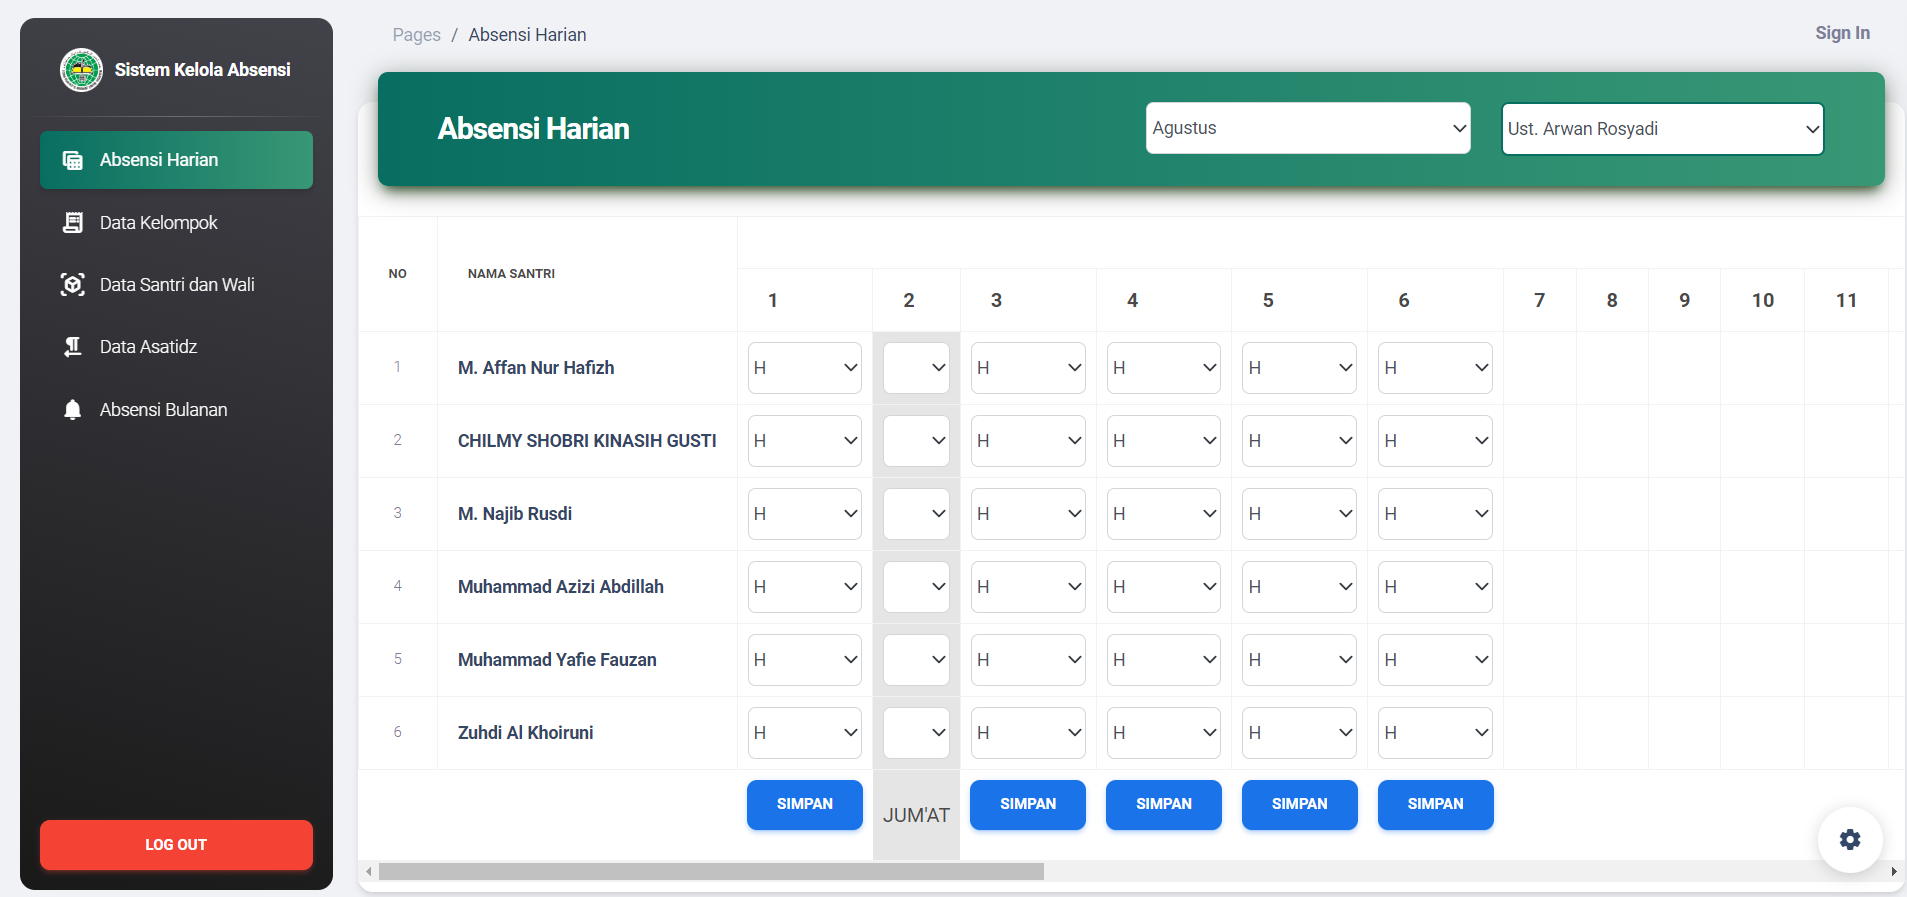 Sistem Kelola Absensi
Absensi Harian
Data Kelompok
Data Santri dan Wali
Data Asatidz
Absensi Bulanan
LOG OUT
Pages / Absensi Harian
Sign In
Absensi Harian
Agustus
Ust. Arwan Rosyadi
NO NAMA SANTRI
1 2 3 4 5 6 7 8 9 10 11
1 M. Affan Nur Hafizh H H H H H
2 CHILMY SHOBRI KINASIH GUSTI H H H H H
3 M. Najib Rusdi H H H H H
4 Muhammad Azizi Abdillah H H H H H
5 Muhammad Yafie Fauzan H H H H H
6 Zuhdi Al Khoiruni H H H H H
SIMPAN JUM'AT SIMPAN SIMPAN SIMPAN SIMPAN